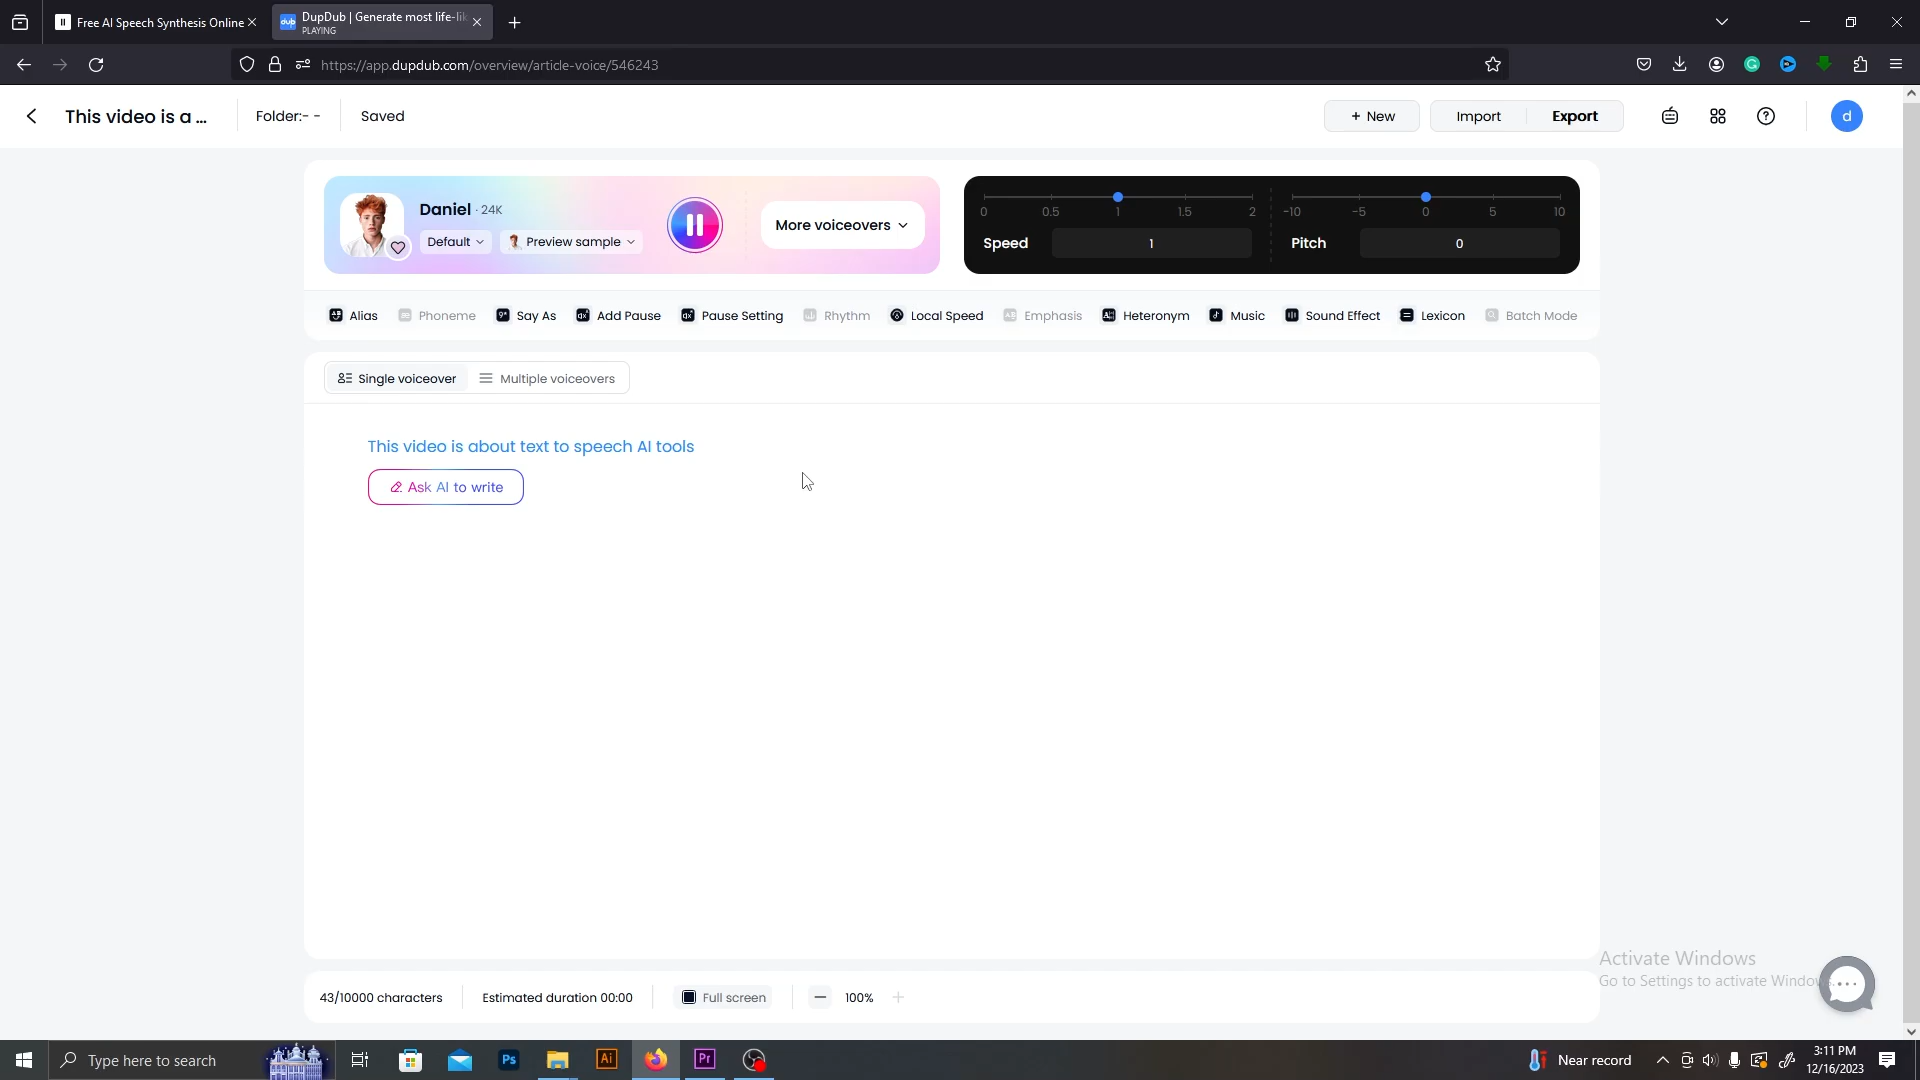 Free AI Speech Synthesis Online
DupDub | Generate most life-lik
PLAYING
https://app.dupdub.com/overview/article-voice/546243
This video is a ...
Folder:- -
Saved
+ New
Import
Export
d
Daniel · 24K
Default
Preview sample
More voiceovers
0 0.5 1 1.5 2
-10 -5 0 5 10
Speed 1
Pitch 0
Alias
Phoneme
Say As
Add Pause
Pause Setting
Rhythm
Local Speed
Emphasis
Heteronym
Music
Sound Effect
Lexicon
Batch Mode
Single voiceover
Multiple voiceovers
This video is about text to speech AI tools
Ask AI to write
Activate Windows
Go to Settings to activate Windows.
43/10000 characters
Estimated duration 00:00
Full screen
100%
Type here to search
Ps
Ai
Pr
Near record
3:11 PM
12/16/2023